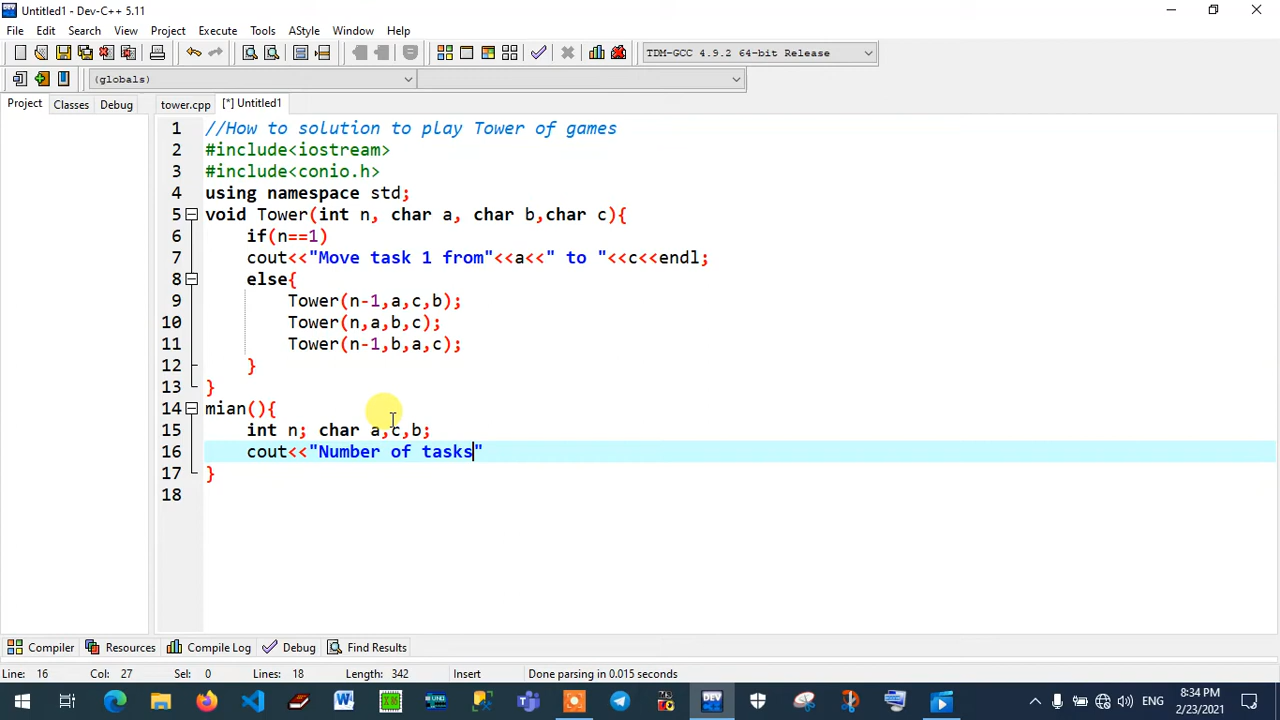 Untitled1 - Dev-C++ 5.11
File Edit Search View Project Execute Tools AStyle Window Help
TDM-GCC 4.9.2 64-bit Release
(globals)
Project Classes Debug tower.cpp [*] Untitled1
1 //How to solution to play Tower of games
2 #include<iostream>
3 #include<conio.h>
4 using namespace std;
5 void Tower(int n, char a, char b,char c){
6 if(n==1)
7 cout<<"Move task 1 from"<<a<<" to "<<c<<endl;
8 else{
9 Tower(n-1,a,c,b);
10 Tower(n,a,b,c);
11 Tower(n-1,b,a,c);
12 }
13 }
14 mian(){
15 int n; char a,c,b;
16 cout<<"Number of tasks"
17 }
18
Compiler Resources Compile Log Debug Find Results
Line: 16 Col: 27 Sel: 0 Lines: 18 Length: 342 Insert Done parsing in 0.015 seconds
ENG 8:34 PM
2/23/2021